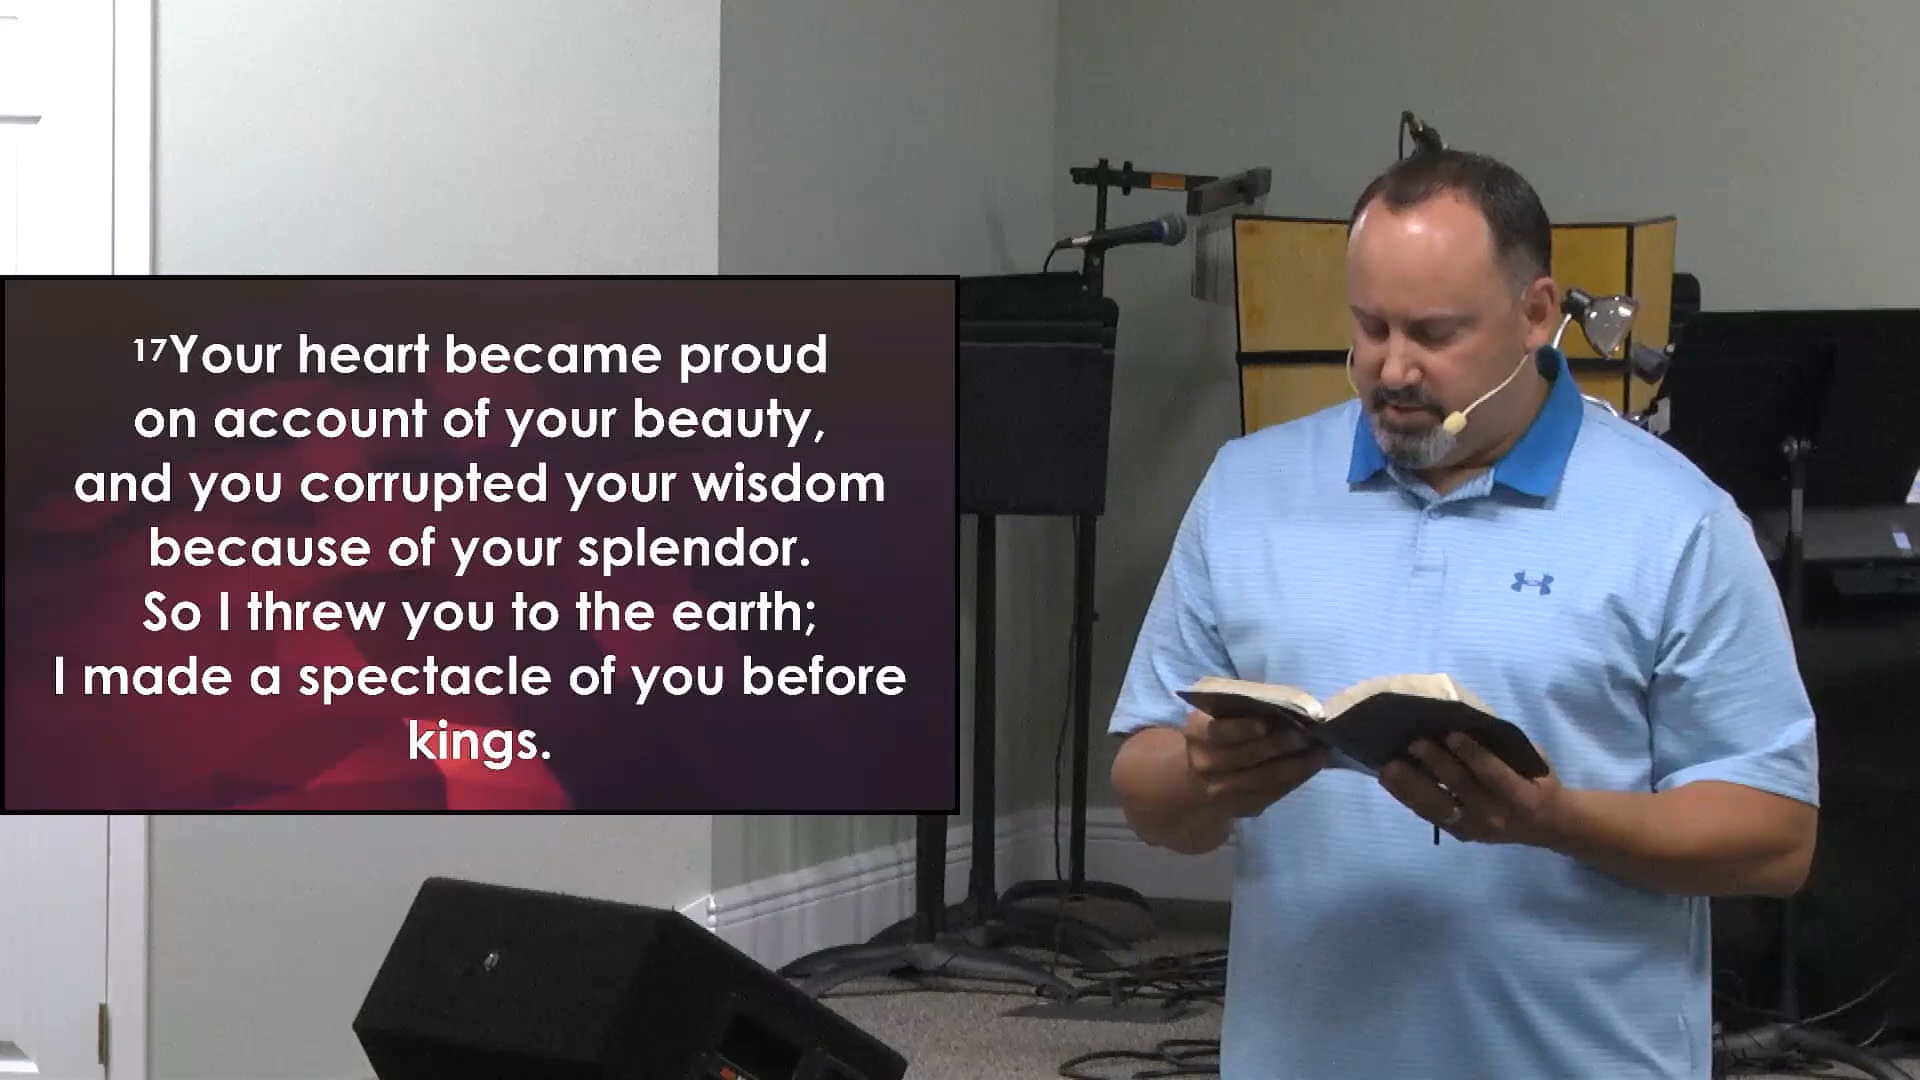 17Your heart became proud
on account of your beauty,
and you corrupted your wisdom
because of your splendor.
So I threw you to the earth;
I made a spectacle of you before
kings.